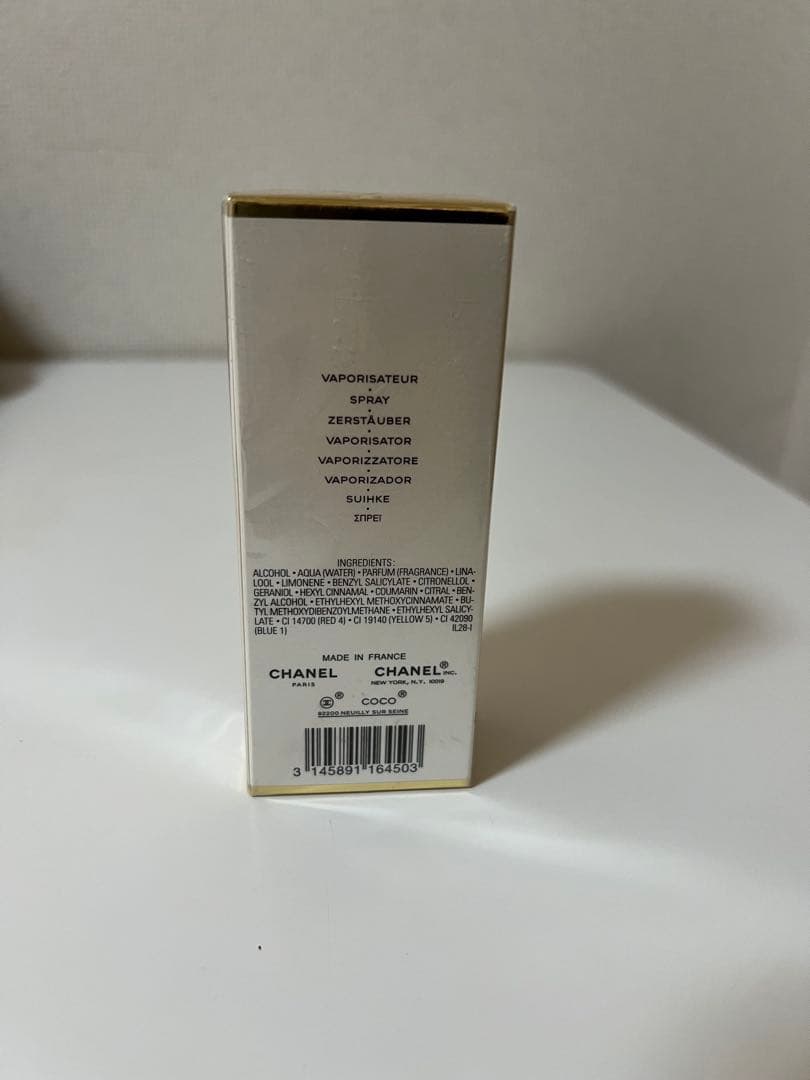 VAPORISATEUR
•
SPRAY
•
ZERSTÄUBER
•
VAPORISATOR
•
VAPORIZZATORE
•
VAPORIZADOR
•
SUIHKE
•
ΣΠΡΕΪ
INGREDIENTS:
ALCOHOL • AQUA (WATER) • PARFUM (FRAGRANCE) • LINA-
LOOL • LIMONENE • BENZYL SALICYLATE • CITRONELLOL •
GERANIOL • HEXYL CINNAMAL • COUMARIN • CITRAL • BEN-
ZYL ALCOHOL • ETHYLHEXYL METHOXYCINNAMATE • BU-
TYL METHOXYDIBENZOYLMETHANE • ETHYLHEXYL SALICY-
LATE • CI 14700 (RED 4) • CI 19140 (YELLOW 5) • CI 42090
(BLUE 1) IL28-I
MADE IN FRANCE
CHANEL CHANEL® INC.
PARIS NEW YORK, N.Y. 10019
® COCO®
92200 NEUILLY SUR SEINE
3 145891 164503